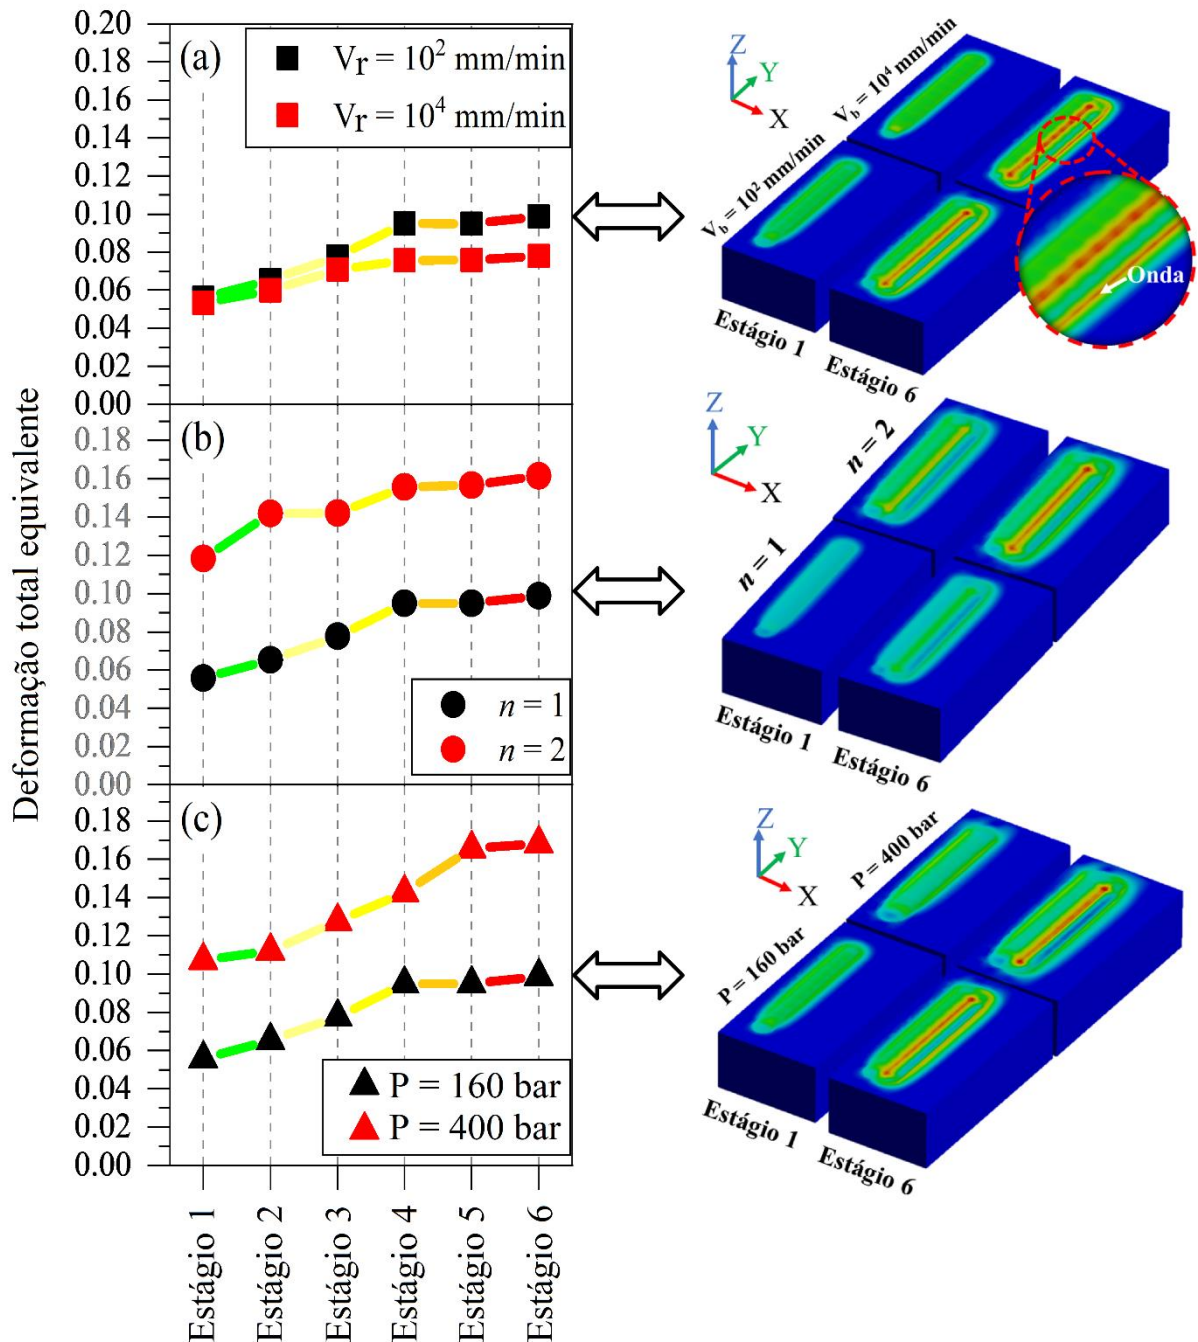 Deformação total equivalente
0.20
0.18
0.16
0.14
0.12
0.10
0.08
0.06
0.04
0.02
0.00
(a)
Vr = 10² mm/min
Vr = 10⁴ mm/min
Z
Y
X
V_b = 10⁴ mm/min
V_b = 10² mm/min
Onda
Estágio 1
Estágio 6
0.18
0.16
0.14
0.12
0.10
0.08
0.06
0.04
0.02
0.00
(b)
n = 1
n = 2
Z
Y
X
n = 2
n = 1
Estágio 1
Estágio 6
0.18
0.16
0.14
0.12
0.10
0.08
0.06
0.04
0.02
0.00
(c)
P = 160 bar
P = 400 bar
Z
Y
X
P = 400 bar
P = 160 bar
Estágio 1
Estágio 6
Estágio 1
Estágio 2
Estágio 3
Estágio 4
Estágio 5
Estágio 6